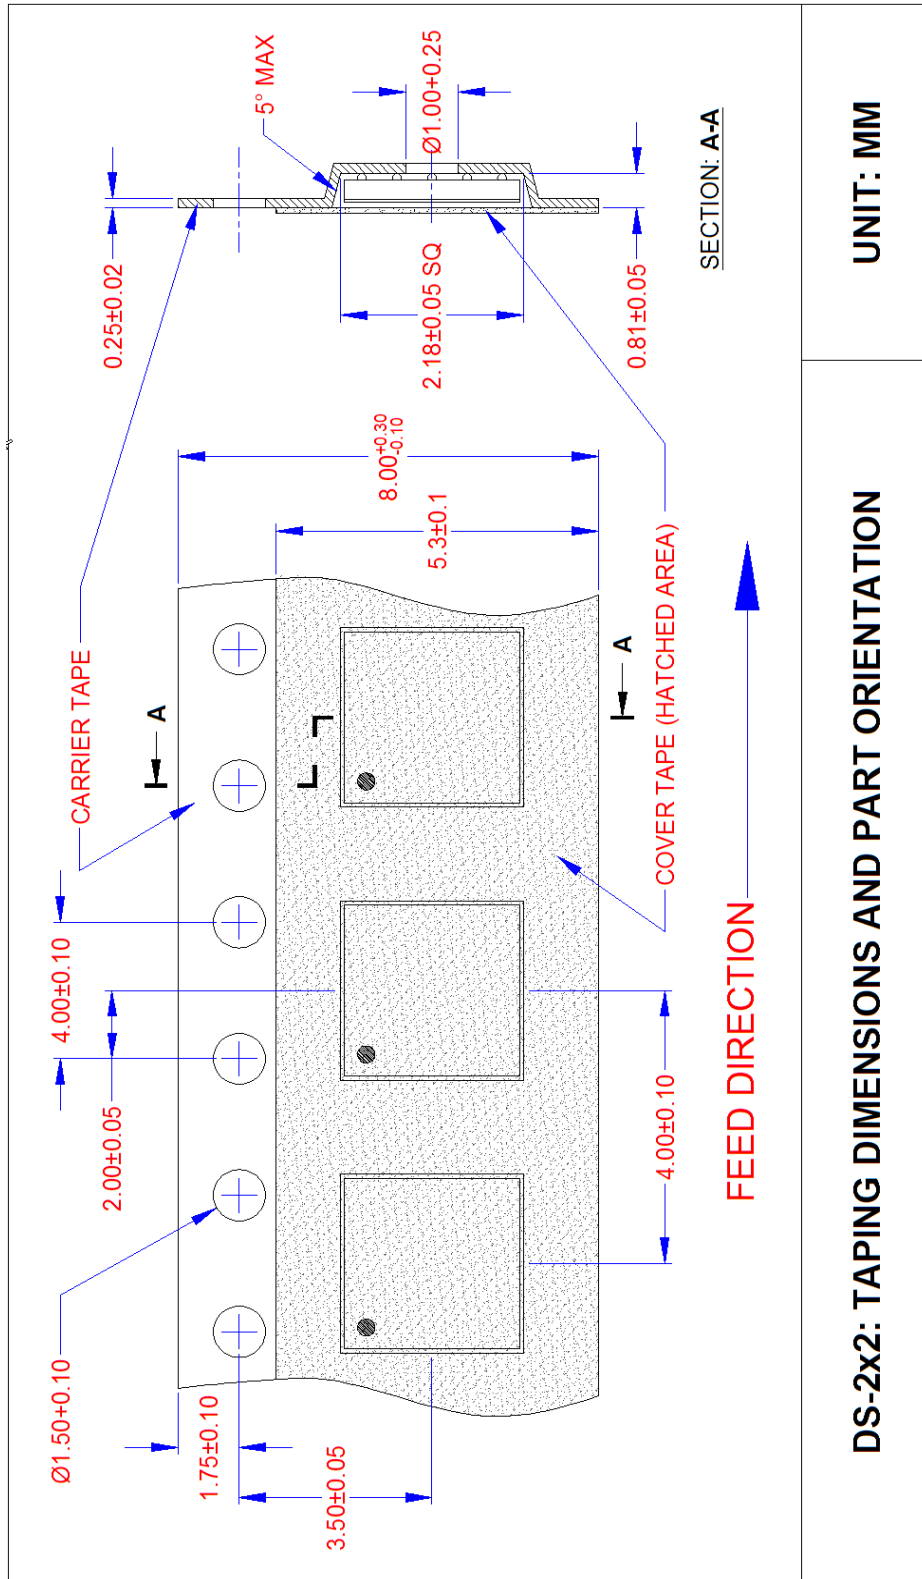 Ø1.50+0.10
1.75±0.10
3.50±0.05
2.00±0.05
4.00±0.10
CARRIER TAPE
A
A
4.00±0.10
COVER TAPE (HATCHED AREA)
8.00+0.30
-0.10
5.3±0.1
FEED DIRECTION
0.25±0.02
5° MAX
Ø1.00+0.25
2.18±0.05 SQ
0.81±0.05
SECTION: A-A
DS-2x2: TAPING DIMENSIONS AND PART ORIENTATION
UNIT: MM